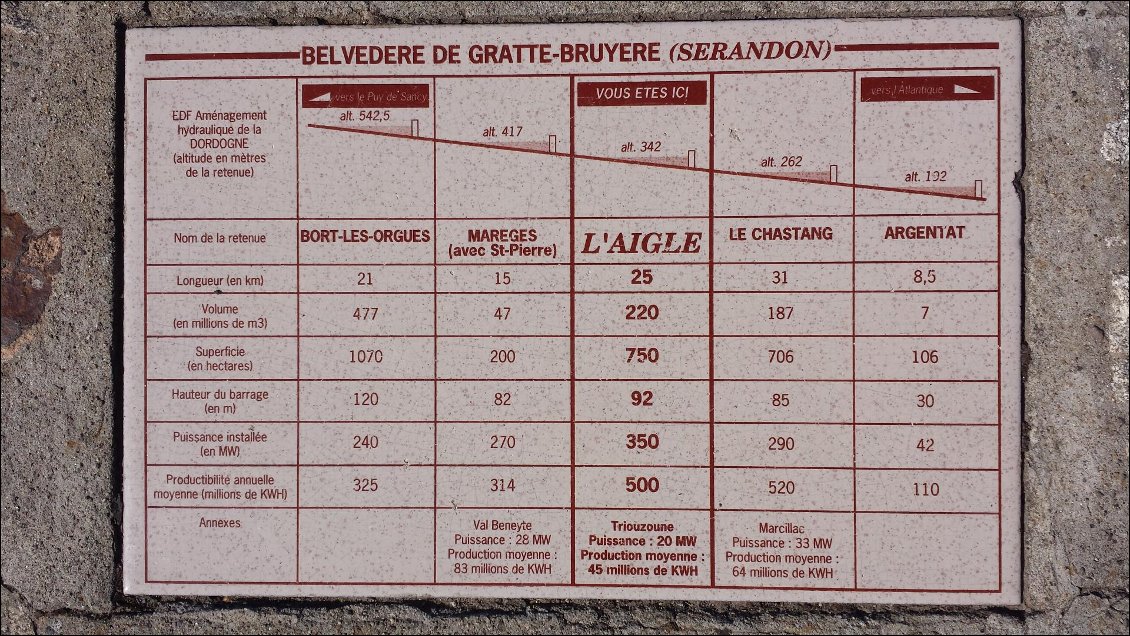 BELVEDERE DE GRATTE-BRUYERE (SERANDON)
vers le Puy de Sancy
VOUS ETES ICI
vers l'Atlantique
EDF Aménagement
hydraulique de la
DORDOGNE
(altitude en mètres
de la retenue)
alt. 542,5
alt. 417
alt. 342
alt. 262
alt. 192
Nom de la retenue
BORT-LES-ORGUES
MAREGES
(avec St-Pierre)
L'AIGLE
LE CHASTANG
ARGENTAT
Longueur (en km)
21
15
25
31
8,5
Volume
(en millions de m3)
477
47
220
187
7
Superficie
(en hectares)
1070
200
750
706
106
Hauteur du barrage
(en m)
120
82
92
85
30
Puissance installée
(en MW)
240
270
350
290
42
Productibilité annuelle
moyenne (millions de KWH)
325
314
500
520
110
Annexes
Val Beneyte
Puissance : 28 MW
Production moyenne :
83 millions de KWH
Triouzoune
Puissance : 20 MW
Production moyenne :
45 millions de KWH
Marcillac
Puissance : 33 MW
Production moyenne :
64 millions de KWH